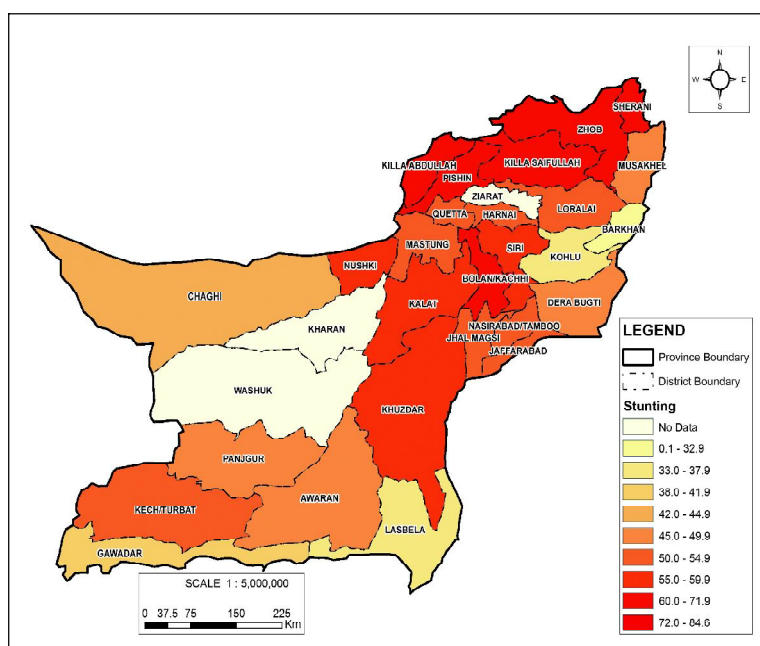 N
W E
S
SHERANI
ZHOB
KILLA ABDULLAH
KILLA SAIFULLAH
MUSAKHEL
PISHIN
ZIARAT
LORALAI
QUETTA
HARNAI
BARKHAN
MASTUNG
SIBI
KOHLU
NUSHKI
BOLAN/KACHHI
CHAGHI
KALAT
DERA BUGTI
KHARAN
NASIRABAD/TAMBOO
JHAL MAGSI
JAFFARABAD
WASHUK
KHUZDAR
PANJGUR
AWARAN
KECH/TURBAT
LASBELA
GAWADAR
SCALE 1 : 5,000,000
0 37.5 75 150 225
Km
LEGEND
Province Boundary
District Boundary
Stunting
No Data
0.1 - 32.9
33.0 - 37.9
38.0 - 41.9
42.0 - 44.9
45.0 - 49.9
50.0 - 54.9
55.0 - 59.9
60.0 - 71.9
72.0 - 84.6